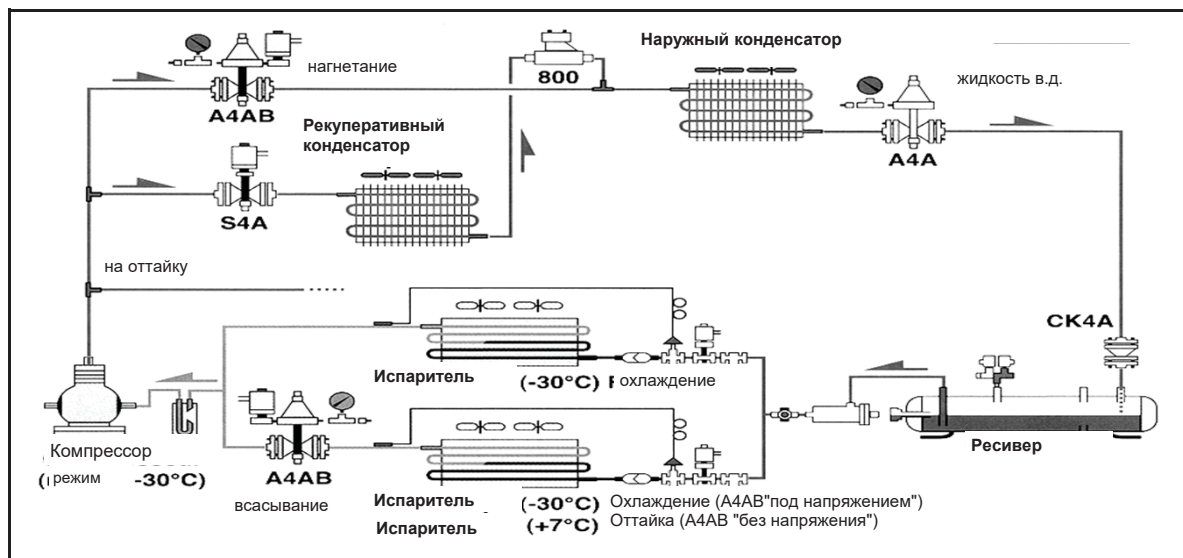 Наружный конденсатор
нагнетание
800
жидкость в.д.
A4AB
Рекуперативный
конденсатор
A4A
S4A
на оттайку
CK4A
Испаритель
(-30°C)
охлаждение
Компрессор
режим -30°C)
A4AB
Ресивер
всасывание
Испаритель (-30°C) Охлаждение (A4AB"под напряжением")
Испаритель (+7°C) Оттайка (A4AB "без напряжения")